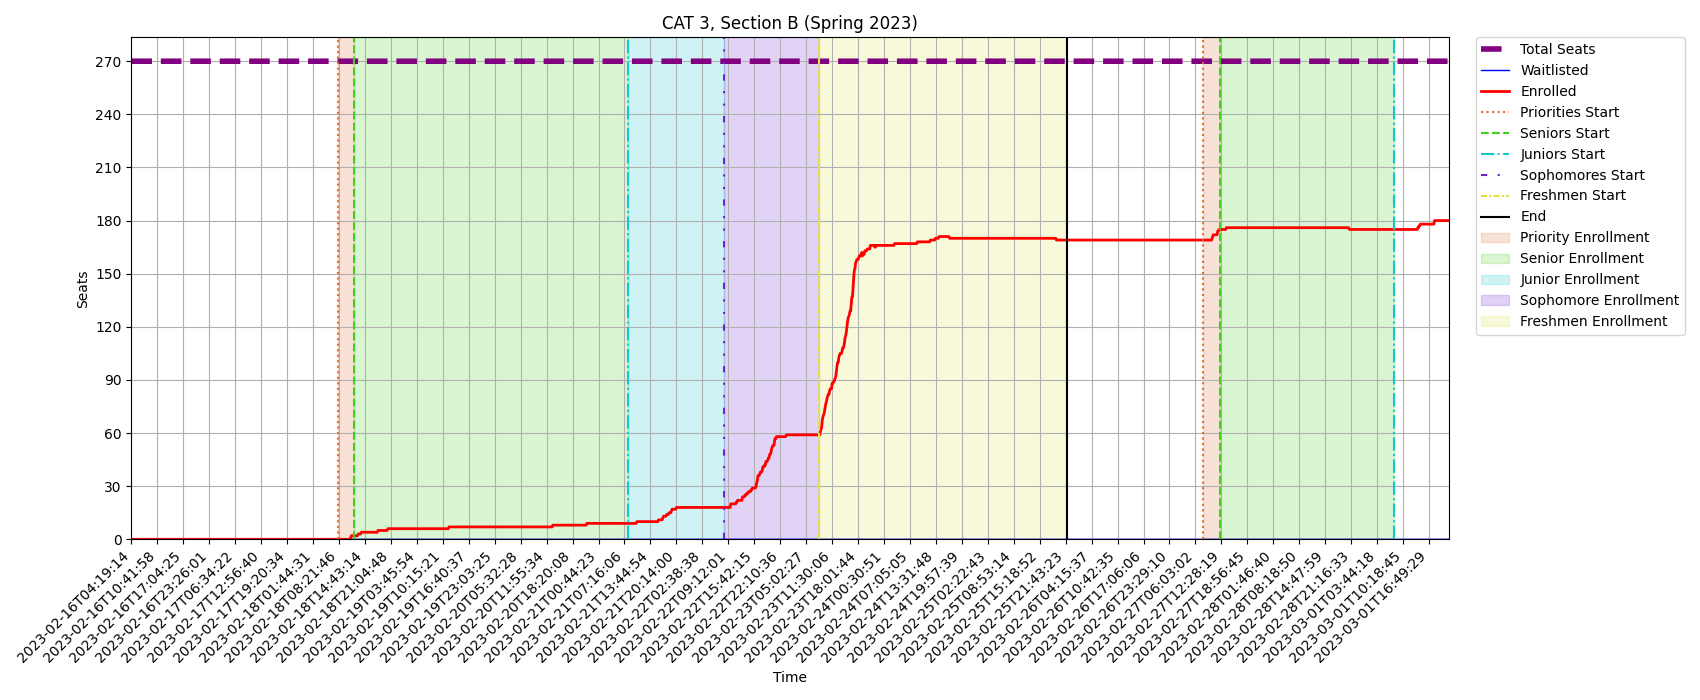 CAT 3, Section B (Spring 2023)
Seats
270
240
210
180
150
120
90
60
30
0
2023-02-16T04:19:14
2023-02-16T10:41:58
2023-02-16T17:04:25
2023-02-16T23:26:01
2023-02-17T06:34:22
2023-02-17T12:56:40
2023-02-17T19:20:34
2023-02-18T01:44:31
2023-02-18T08:21:46
2023-02-18T14:43:14
2023-02-18T21:04:48
2023-02-19T03:45:54
2023-02-19T10:15:21
2023-02-19T16:40:37
2023-02-19T23:03:25
2023-02-20T05:32:28
2023-02-20T11:55:34
2023-02-20T18:20:08
2023-02-21T00:44:23
2023-02-21T07:16:06
2023-02-21T13:44:54
2023-02-21T20:14:00
2023-02-22T02:38:38
2023-02-22T09:12:01
2023-02-22T15:42:15
2023-02-22T22:10:36
2023-02-23T05:02:27
2023-02-23T11:30:06
2023-02-23T18:01:44
2023-02-24T00:30:51
2023-02-24T07:05:05
2023-02-24T13:31:48
2023-02-24T19:57:39
2023-02-25T02:22:43
2023-02-25T08:53:14
2023-02-25T15:18:52
2023-02-25T21:43:23
2023-02-26T04:15:37
2023-02-26T10:42:35
2023-02-26T17:06:06
2023-02-26T23:29:10
2023-02-27T06:03:02
2023-02-27T12:28:19
2023-02-27T18:56:45
2023-02-28T01:46:40
2023-02-28T08:18:50
2023-02-28T14:47:59
2023-02-28T21:16:33
2023-03-01T03:44:18
2023-03-01T10:18:45
2023-03-01T16:49:29
Time
Total Seats
Waitlisted
Enrolled
Priorities Start
Seniors Start
Juniors Start
Sophomores Start
Freshmen Start
End
Priority Enrollment
Senior Enrollment
Junior Enrollment
Sophomore Enrollment
Freshmen Enrollment